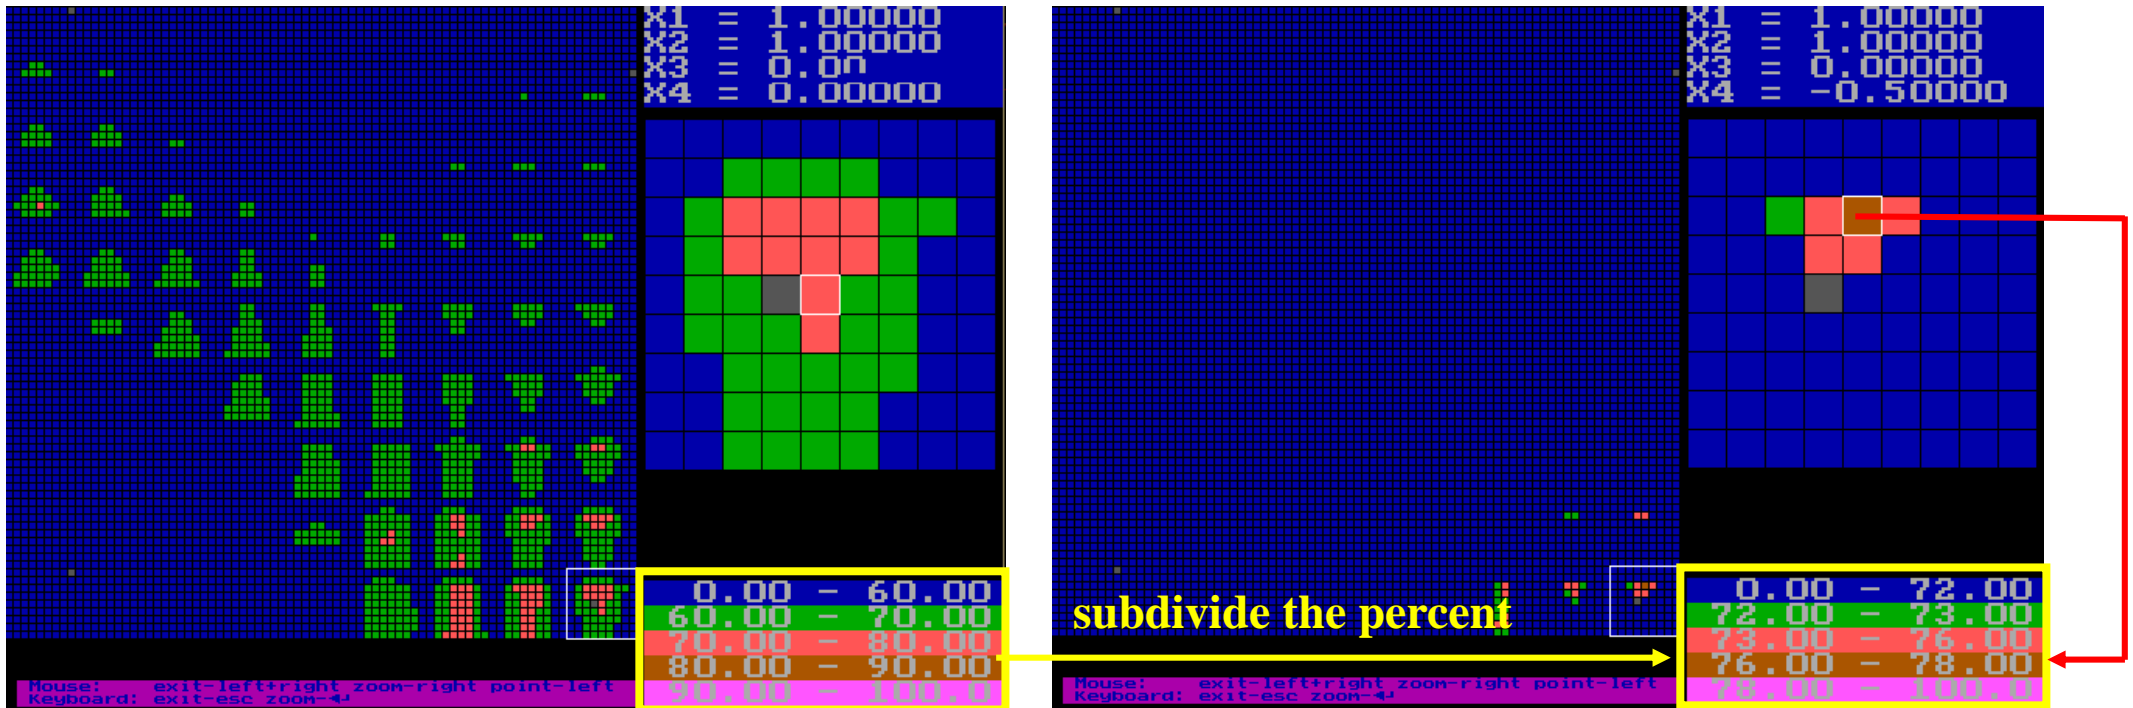 X1 = 1.00000
X2 = 1.00000
X3 = 0.0
X4 = 0.00000
0.00 - 60.00
60.00 - 70.00
70.00 - 80.00
80.00 - 90.00
90.00 - 100.0
Mouse: exit-left+right zoom-right point-left
Keyboard: exit-esc zoom-
subdivide the percent
X1 = 1.00000
X2 = 1.00000
X3 = 0.00000
X4 = -0.50000
0.00 - 72.00
72.00 - 73.00
73.00 - 76.00
76.00 - 78.00
78.00 - 100.0
Mouse: exit-left+right zoom-right point-left
Keyboard: exit-esc zoom-